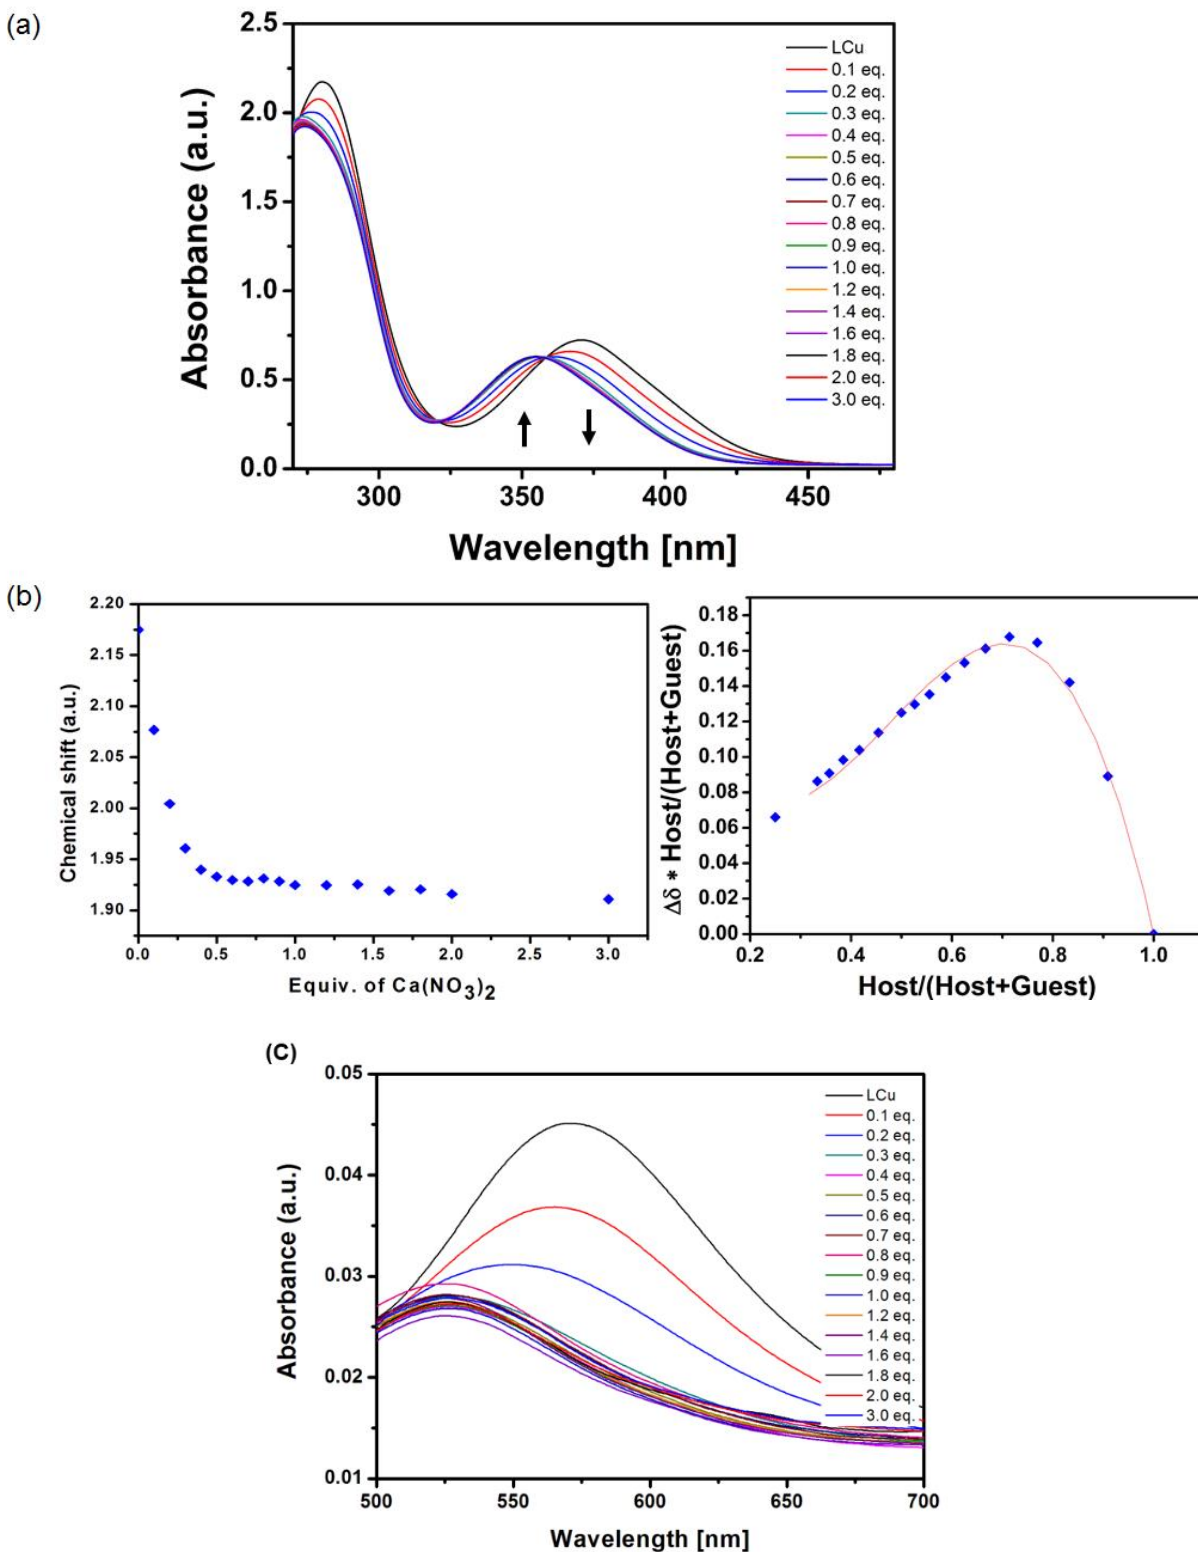 (a)
2.5
2.0
1.5
1.0
0.5
0.0
Absorbance (a.u.)
300 350 400 450
Wavelength [nm]
LCu
0.1 eq.
0.2 eq.
0.3 eq.
0.4 eq.
0.5 eq.
0.6 eq.
0.7 eq.
0.8 eq.
0.9 eq.
1.0 eq.
1.2 eq.
1.4 eq.
1.6 eq.
1.8 eq.
2.0 eq.
3.0 eq.
(b)
2.20
2.15
2.10
2.05
2.00
1.95
1.90
Chemical shift (a.u.)
0.0 0.5 1.0 1.5 2.0 2.5 3.0
Equiv. of Ca(NO3)2
0.18
0.16
0.14
0.12
0.10
0.08
0.06
0.04
0.02
0.00
Δδ * Host/(Host+Guest)
0.2 0.4 0.6 0.8 1.0
Host/(Host+Guest)
(C)
0.05
0.04
0.03
0.02
0.01
Absorbance (a.u.)
500 550 600 650 700
Wavelength [nm]
LCu
0.1 eq.
0.2 eq.
0.3 eq.
0.4 eq.
0.5 eq.
0.6 eq.
0.7 eq.
0.8 eq.
0.9 eq.
1.0 eq.
1.2 eq.
1.4 eq.
1.6 eq.
1.8 eq.
2.0 eq.
3.0 eq.